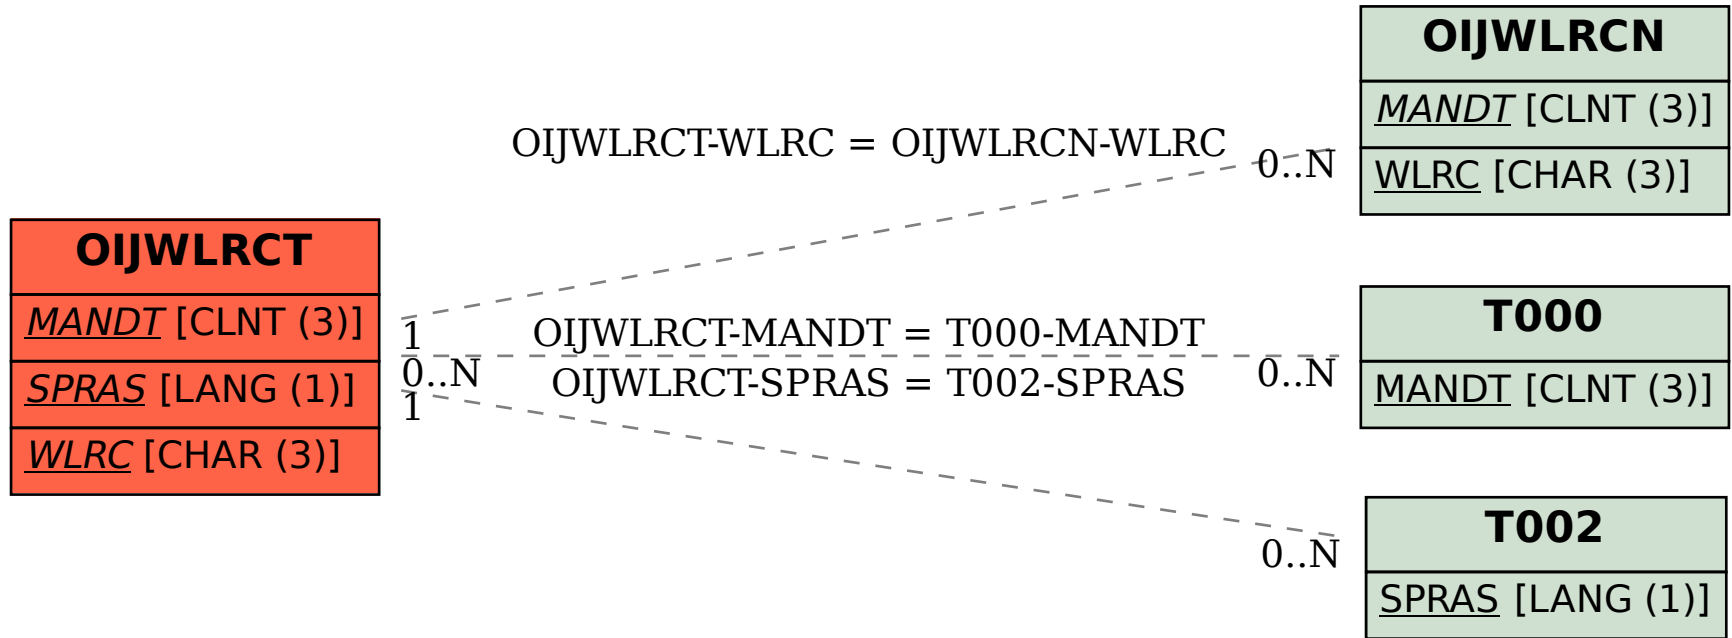 OIJWLRCN
MANDT [CLNT (3)]
WLRC [CHAR (3)]
OIJWLRCT-WLRC = OIJWLRCN-WLRC
0..N
OIJWLRCT
MANDT [CLNT (3)]
SPRAS [LANG (1)]
WLRC [CHAR (3)]
1
OIJWLRCT-MANDT = T000-MANDT
0..N
0..N
OIJWLRCT-SPRAS = T002-SPRAS
1
0..N
T000
MANDT [CLNT (3)]
T002
SPRAS [LANG (1)]